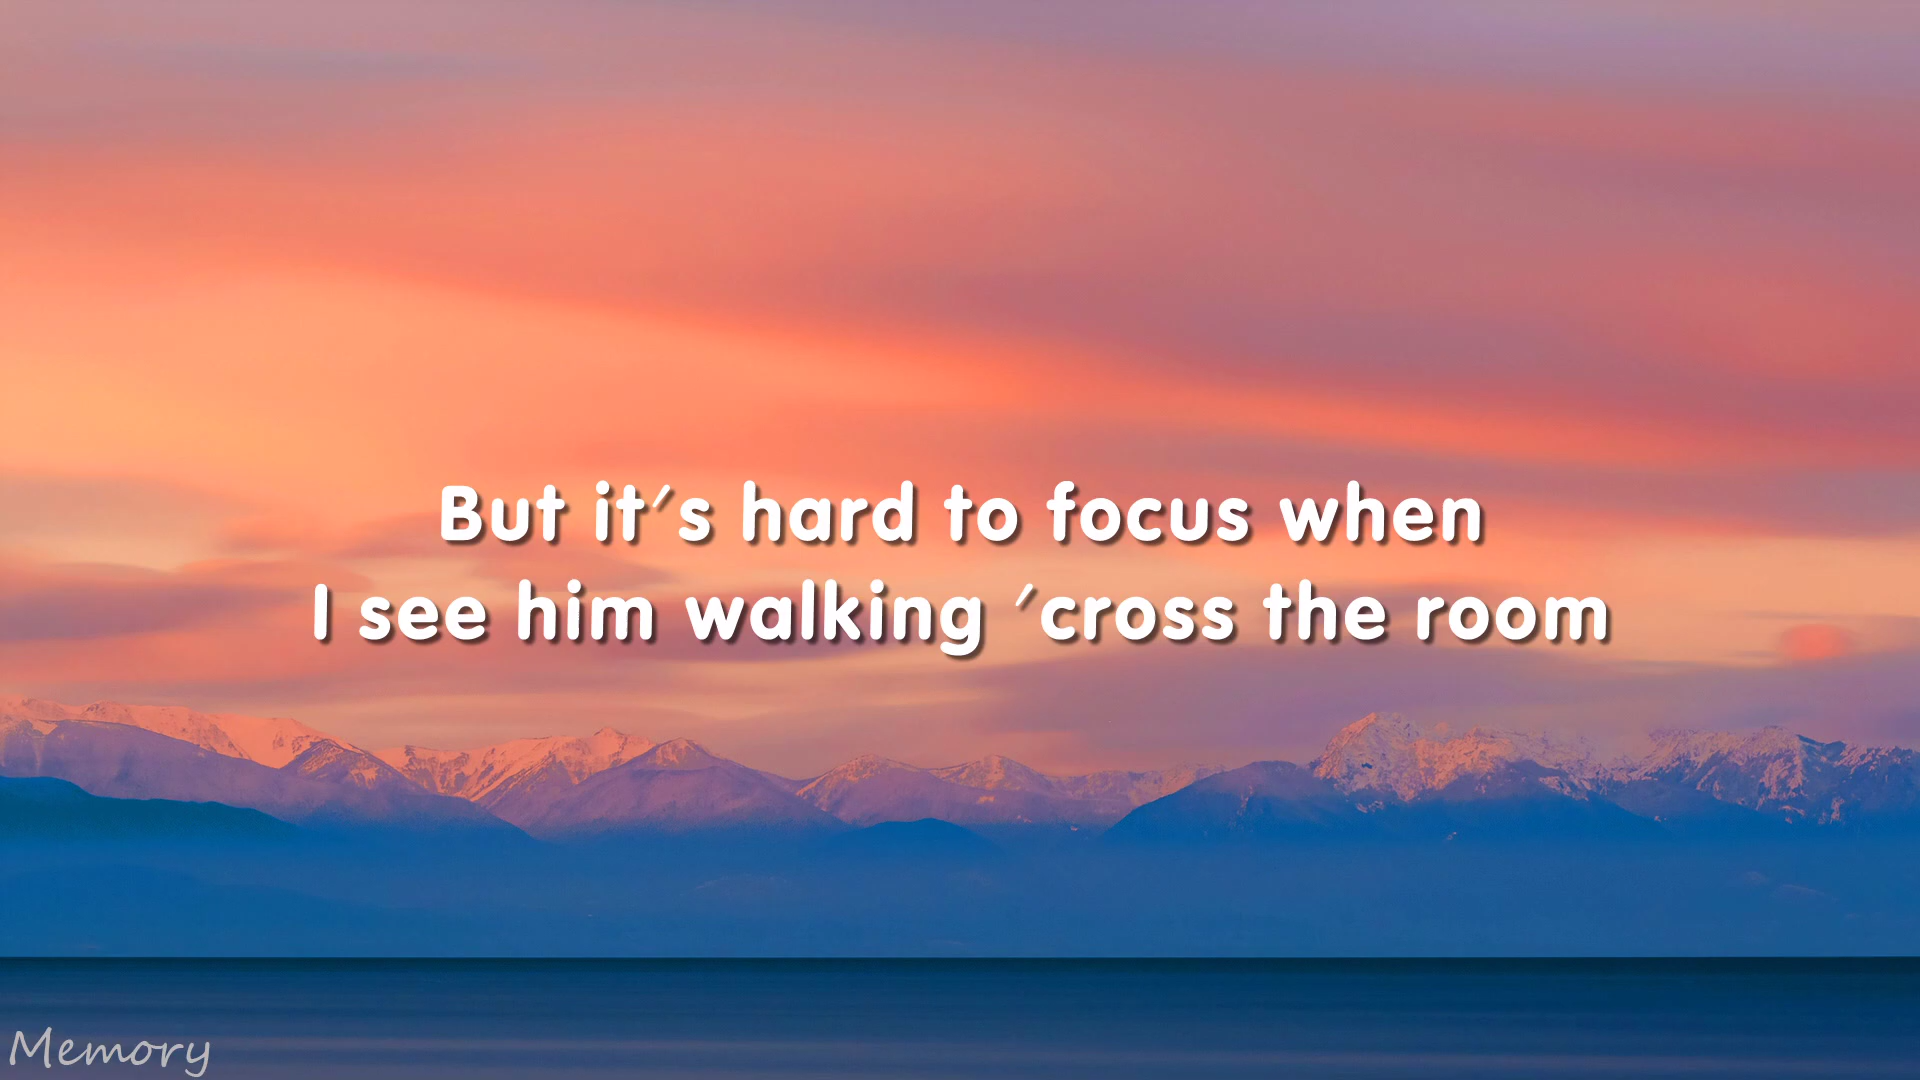 But it's hard to focus when
I see him walking 'cross the room
Memory